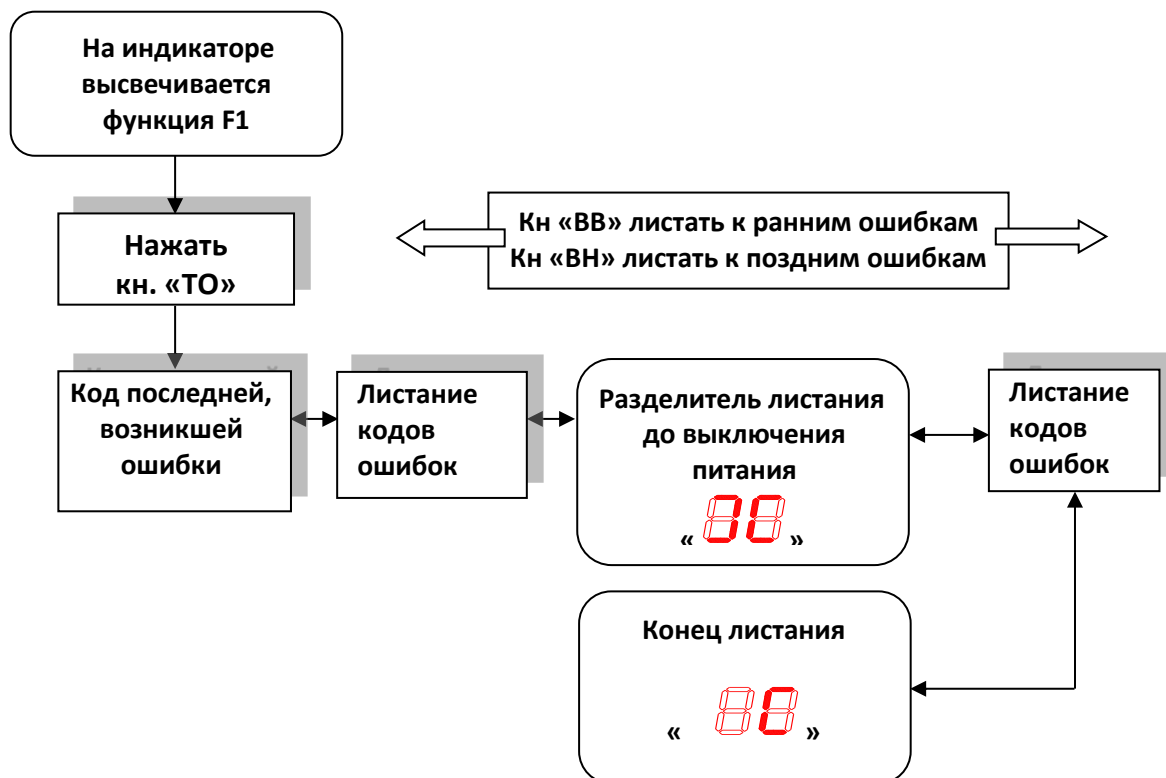 На индикаторе
высвечивается
функция F1
Нажать
кн. «ТО»
Кн «ВВ» листать к ранним ошибкам
Кн «ВН» листать к поздним ошибкам
Код последней,
возникшей
ошибки
Листание
кодов
ошибок
Разделитель листания
до выключения
питания
« »
Листание
кодов
ошибок
Конец листания
« C »